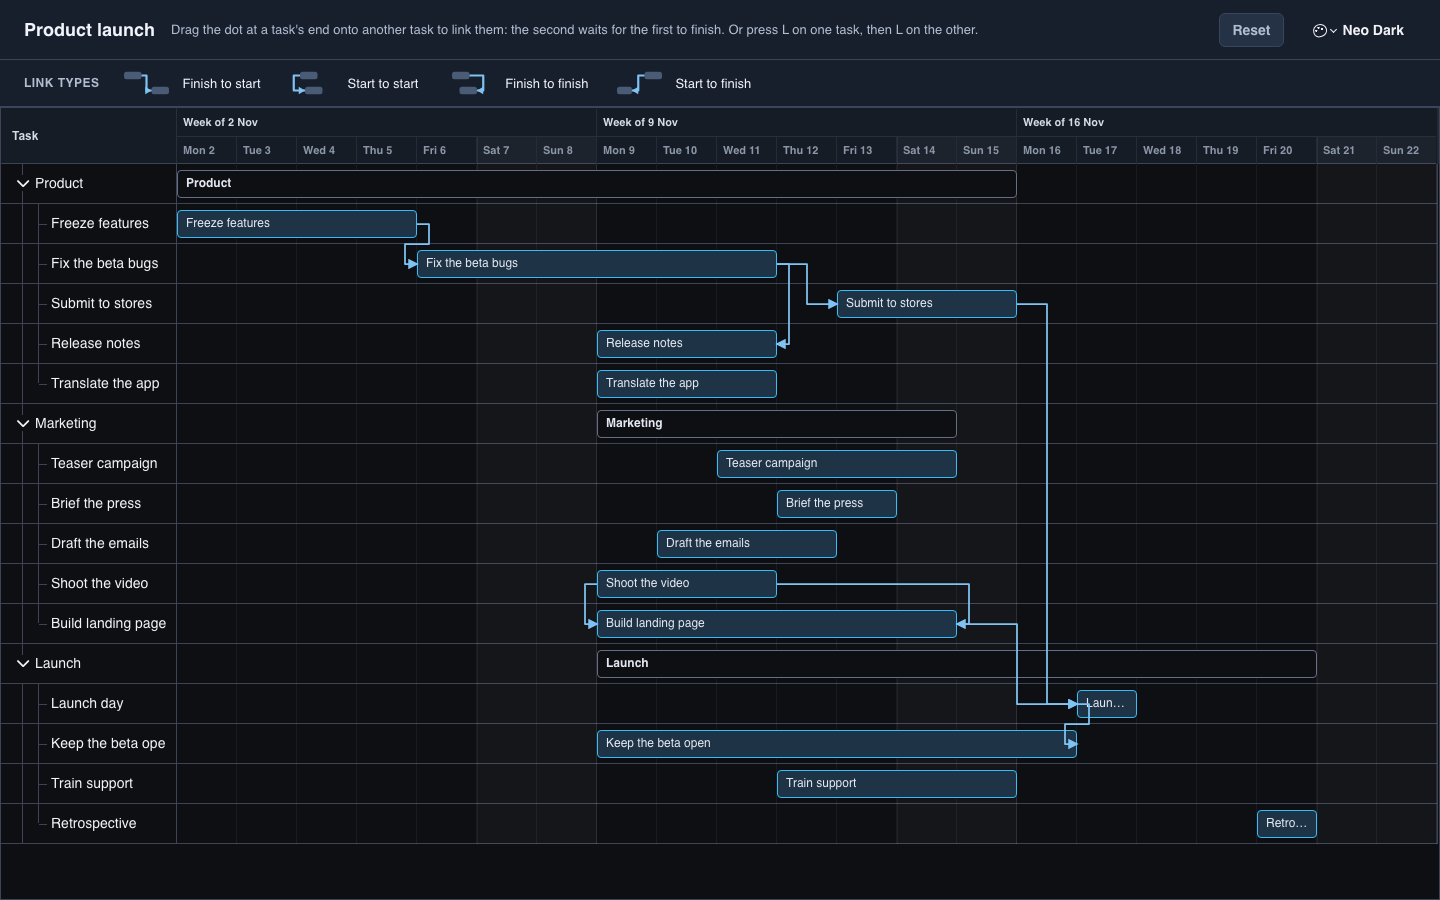 Product launch
Drag the dot at a task's end onto another task to link them: the second waits for the first to finish. Or press L on one task, then L on the other.
Reset
Neo Dark
LINK TYPES
Finish to start
Start to start
Finish to finish
Start to finish
Task
Week of 2 Nov
Week of 9 Nov
Week of 16 Nov
Mon 2
Tue 3
Wed 4
Thu 5
Fri 6
Sat 7
Sun 8
Mon 9
Tue 10
Wed 11
Thu 12
Fri 13
Sat 14
Sun 15
Mon 16
Tue 17
Wed 18
Thu 19
Fri 20
Sat 21
Sun 22
Product
Product
Freeze features
Freeze features
Fix the beta bugs
Fix the beta bugs
Submit to stores
Submit to stores
Release notes
Release notes
Translate the app
Translate the app
Marketing
Marketing
Teaser campaign
Teaser campaign
Brief the press
Brief the press
Draft the emails
Draft the emails
Shoot the video
Shoot the video
Build landing page
Build landing page
Launch
Launch
Launch day
Laun…
Keep the beta ope
Keep the beta open
Train support
Train support
Retrospective
Retro…